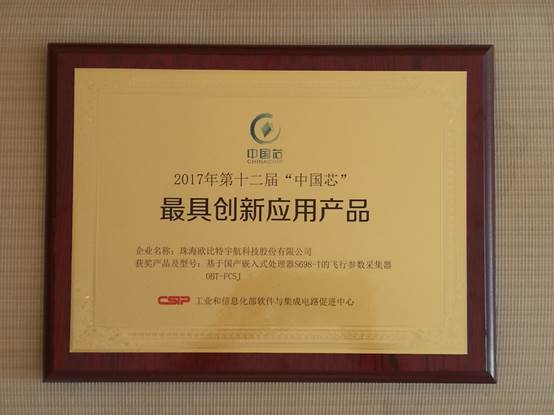 中国芯
CHINACHIP
2017年第十二届“中国芯”
最具创新应用产品
企业名称：珠海欧比特宇航科技股份有限公司
获奖产品及型号：基于国产嵌入式处理器S698-T的飞行参数采集器
OBT-FCSJ
CSIP 工业和信息化部软件与集成电路促进中心